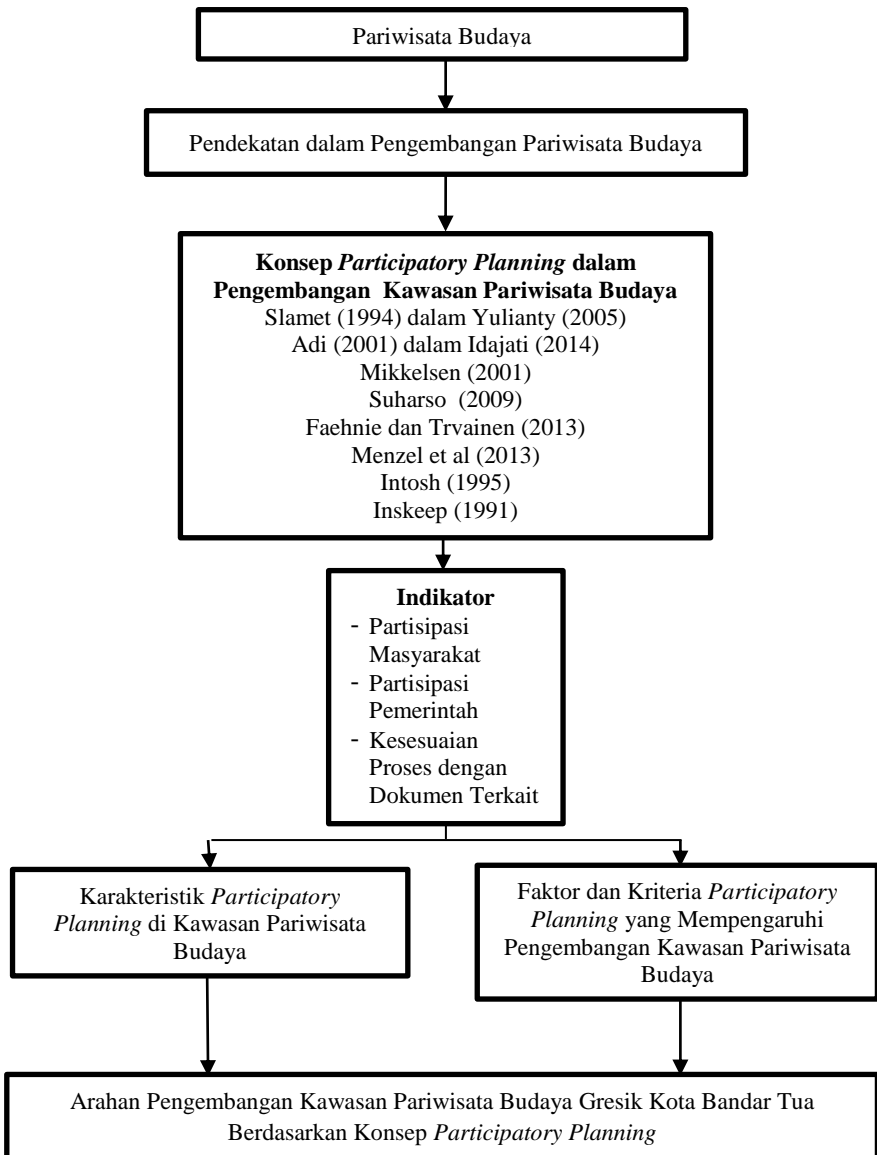 Pariwisata Budaya
Pendekatan dalam Pengembangan Pariwisata Budaya
Konsep Participatory Planning dalam
Pengembangan Kawasan Pariwisata Budaya
Slamet (1994) dalam Yulianty (2005)
Adi (2001) dalam Idajati (2014)
Mikkelsen (2001)
Suharso (2009)
Faehnie dan Trvainen (2013)
Menzel et al (2013)
Intosh (1995)
Inskeep (1991)
Indikator
- Partisipasi
Masyarakat
- Partisipasi
Pemerintah
- Kesesuaian
Proses dengan
Dokumen Terkait
Karakteristik Participatory
Planning di Kawasan Pariwisata
Budaya
Faktor dan Kriteria Participatory
Planning yang Mempengaruhi
Pengembangan Kawasan Pariwisata
Budaya
Arahan Pengembangan Kawasan Pariwisata Budaya Gresik Kota Bandar Tua
Berdasarkan Konsep Participatory Planning